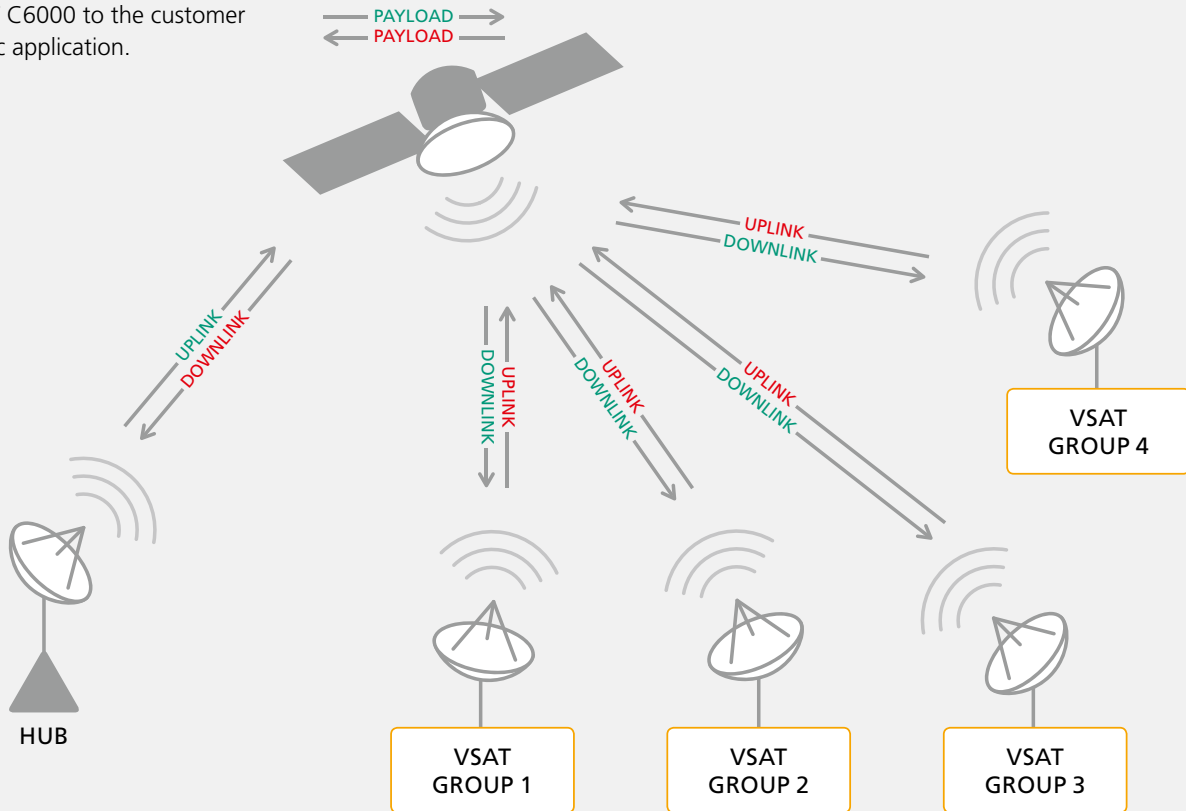 C6000 to the customer
application.
PAYLOAD
PAYLOAD
UPLINK
DOWNLINK
UPLINK
DOWNLINK
DOWNLINK
UPLINK
UPLINK
DOWNLINK
UPLINK
DOWNLINK
VSAT
GROUP 4
HUB
VSAT
GROUP 1
VSAT
GROUP 2
VSAT
GROUP 3